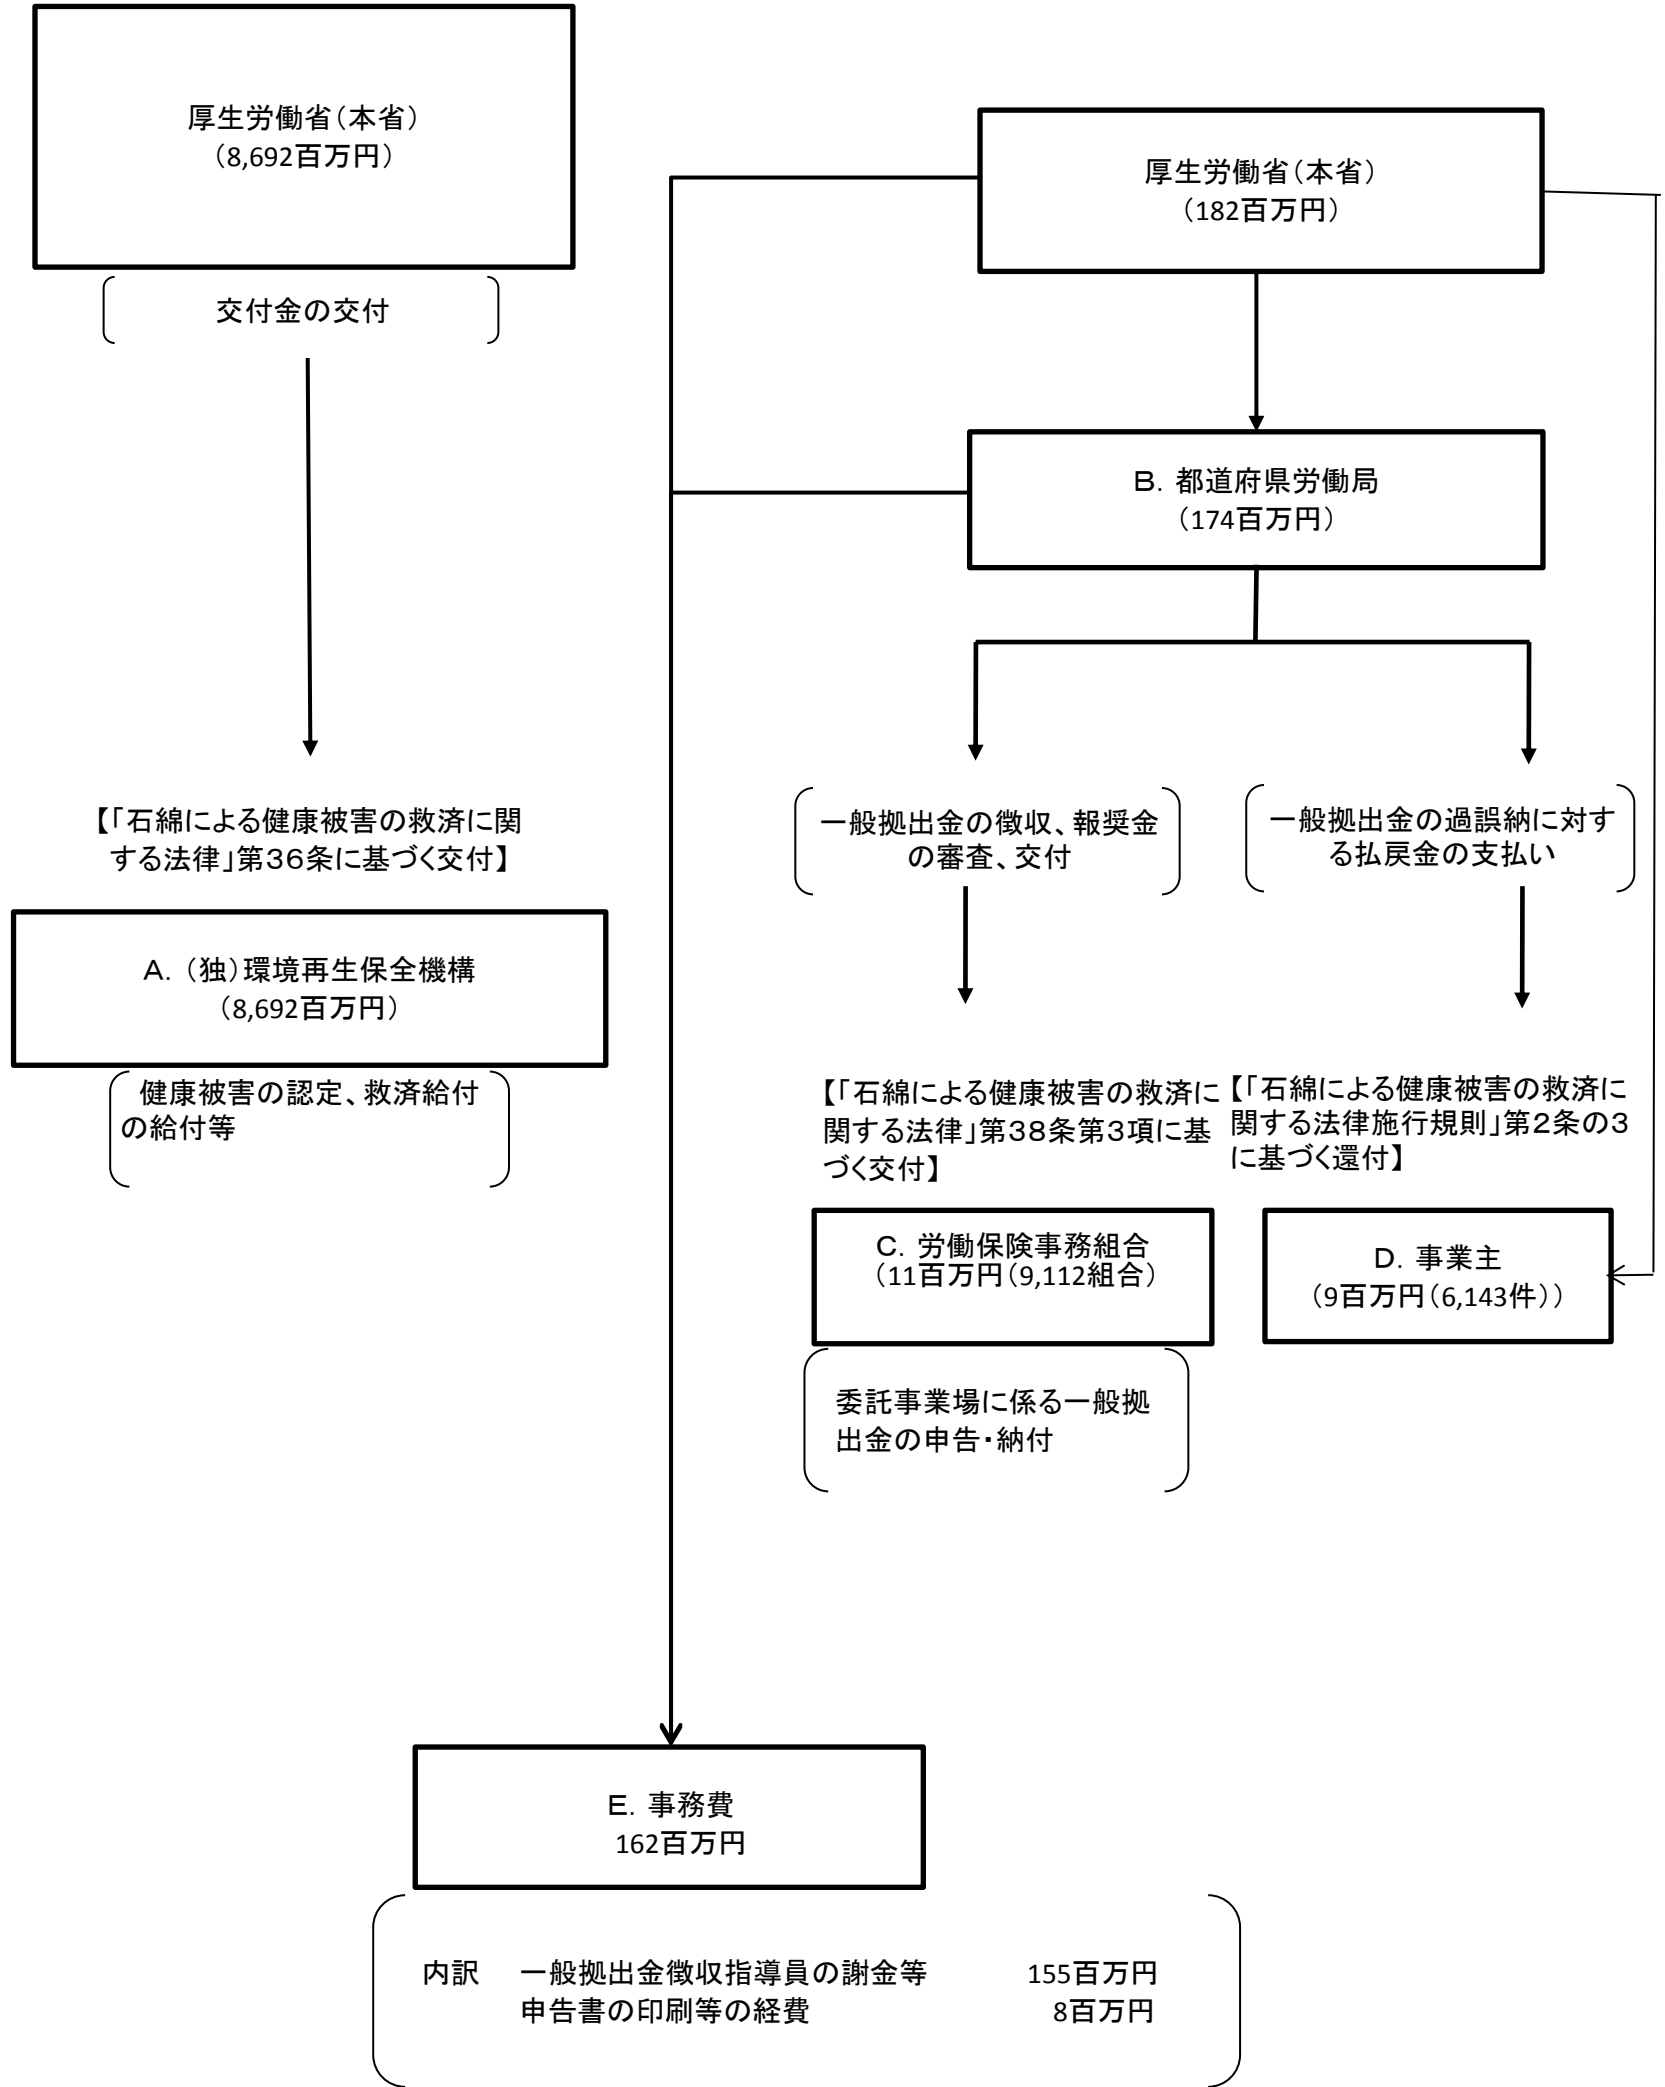 厚生労働省（本省）
（8,692百万円）
交付金の交付
【「石綿による健康被害の救済に関
する法律」第３６条に基づく交付】
Ａ．（独）環境再生保全機構
（8,692百万円）
健康被害の認定、救済給付
の給付等
厚生労働省（本省）
（182百万円）
Ｂ．都道府県労働局
（174百万円）
一般拠出金の徴収、報奨金
の審査、交付
一般拠出金の過誤納に対す
る払戻金の支払い
【「石綿による健康被害の救済に
関する法律」第３８条第３項に基
づく交付】
【「石綿による健康被害の救済に
関する法律施行規則」第２条の３
に基づく還付】
Ｃ．労働保険事務組合
（11百万円（9,112組合）
Ｄ．事業主
（9百万円（6,143件））
委託事業場に係る一般拠
出金の申告・納付
Ｅ．事務費
162百万円
内訳　一般拠出金徴収指導員の謝金等　155百万円
申告書の印刷等の経費　8百万円